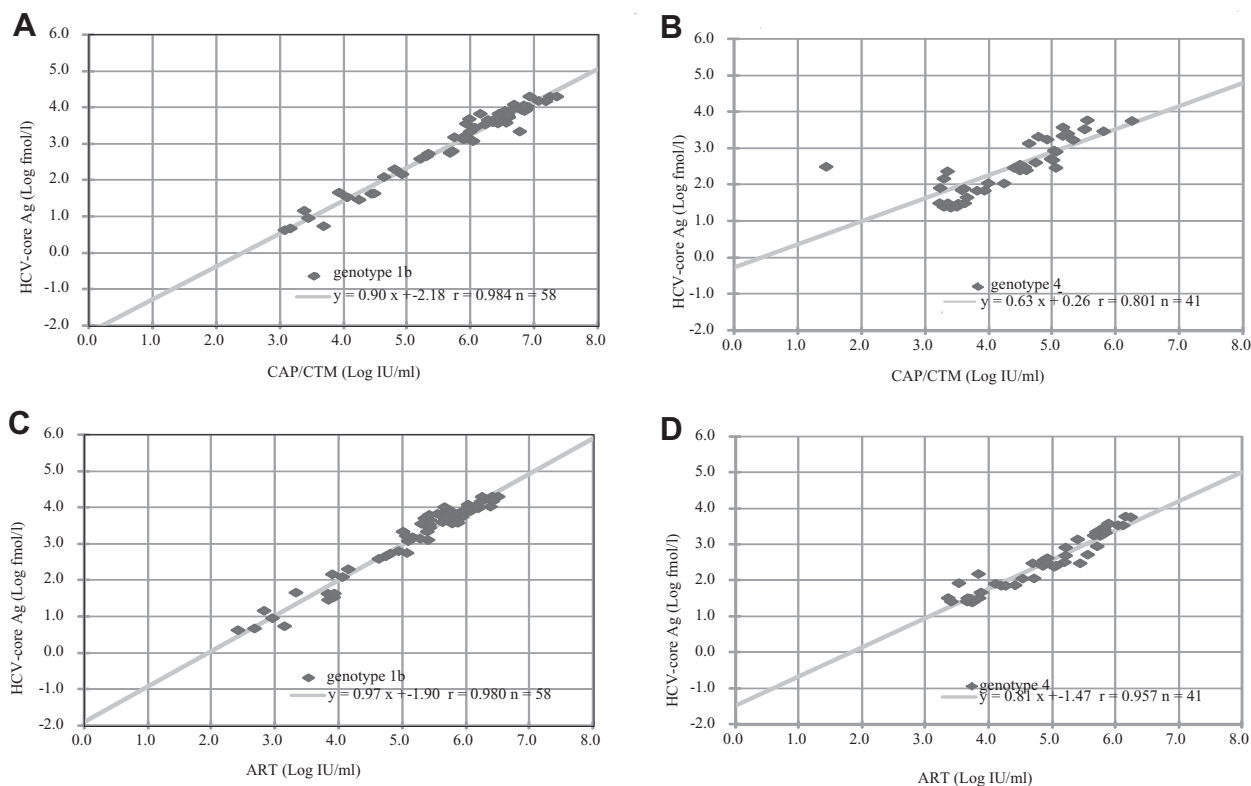 A
HCV-core Ag (Log fmol/l)
6.0
5.0
4.0
3.0
2.0
1.0
0.0
-1.0
-2.0
genotype 1b
y = 0.90 x +-2.18 r = 0.984 n = 58
0.0 1.0 2.0 3.0 4.0 5.0 6.0 7.0 8.0
CAP/CTM (Log IU/ml)
B
HCV-core Ag (Log fmol/l)
6.0
5.0
4.0
3.0
2.0
1.0
0.0
-1.0
-2.0
genotype 4
y = 0.63 x + 0.26 r = 0.801 n = 41
0.0 1.0 2.0 3.0 4.0 5.0 6.0 7.0 8.0
CAP/CTM (Log IU/ml)
C
HCV-core Ag (Log fmol/l)
6.0
5.0
4.0
3.0
2.0
1.0
0.0
-1.0
-2.0
genotype 1b
y = 0.97 x +-1.90 r = 0.980 n = 58
0.0 1.0 2.0 3.0 4.0 5.0 6.0 7.0 8.0
ART (Log IU/ml)
D
HCV-core Ag (Log fmol/l)
6.0
5.0
4.0
3.0
2.0
1.0
0.0
-1.0
-2.0
genotype 4
y = 0.81 x +-1.47 r = 0.957 n = 41
0.0 1.0 2.0 3.0 4.0 5.0 6.0 7.0 8.0
ART (Log IU/ml)